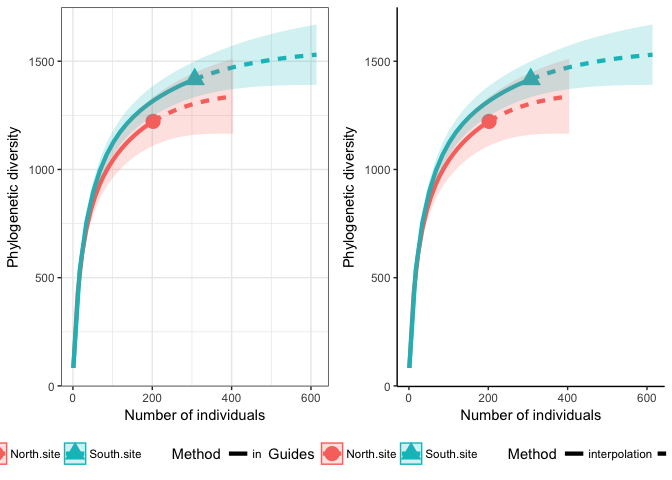 1500
1000
500
0
Phylogenetic diversity
0 200 400 600
Number of individuals
1500
1000
500
0
Phylogenetic diversity
0 200 400 600
Number of individuals
North.site South.site Method in Guides North.site South.site Method interpolation